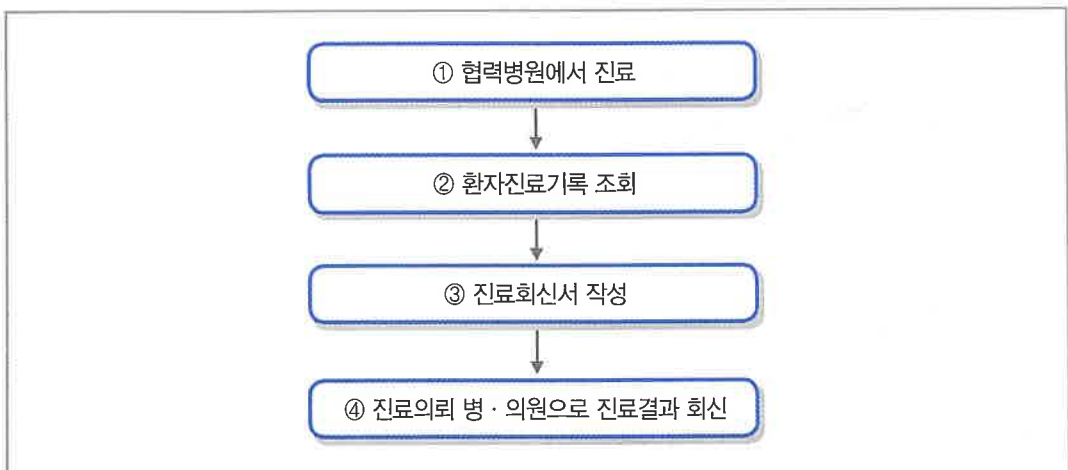 ① 협력병원에서 진료
② 환자진료기록 조회
③ 진료회신서 작성
④ 진료의뢰 병 · 의원으로 진료결과 회신